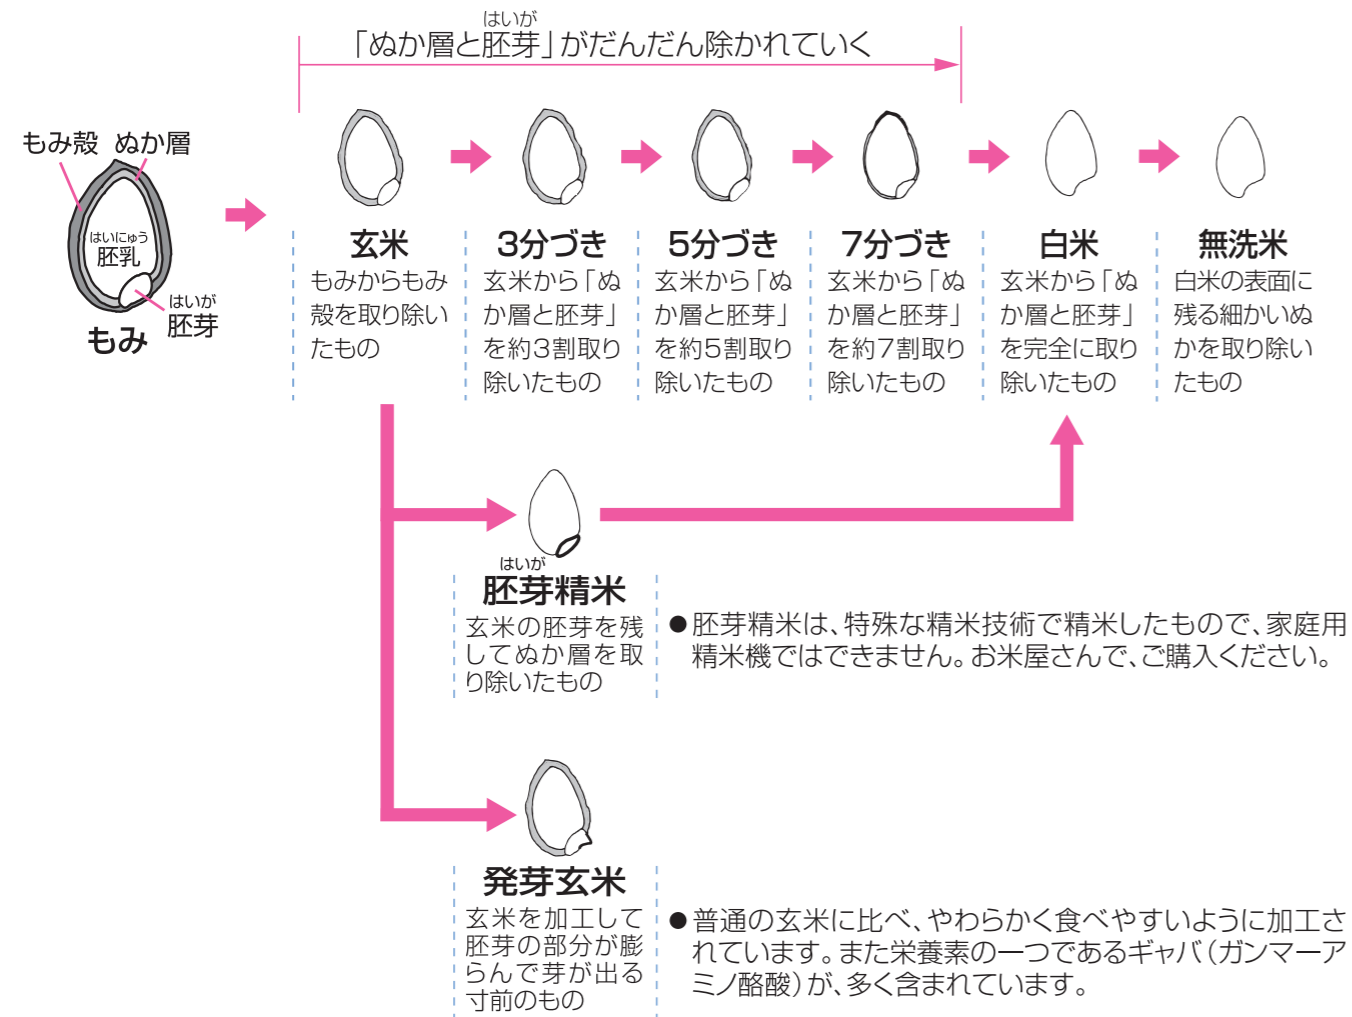 はいが
「ぬか層と胚芽」がだんだん除かれていく
もみ殻 ぬか層
はいにゅう
胚乳
はいが
胚芽
もみ
玄米
もみからもみ
殻を取り除い
たもの
3分づき
玄米から「ぬ
か層と胚芽」
を約3割取り
除いたもの
5分づき
玄米から「ぬ
か層と胚芽」
を約5割取り
除いたもの
7分づき
玄米から「ぬ
か層と胚芽」
を約7割取り
除いたもの
白米
玄米から「ぬ
か層と胚芽」
を完全に取り
除いたもの
無洗米
白米の表面に
残る細かいぬ
かを取り除い
たもの
はいが
胚芽精米
玄米の胚芽を残
してぬか層を取
り除いたもの
●胚芽精米は、特殊な精米技術で精米したもので、家庭用
精米機ではできません。お米屋さんで、ご購入ください。
発芽玄米
玄米を加工して
胚芽の部分が膨
らんで芽が出る
寸前のもの
●普通の玄米に比べ、やわらかく食べやすいように加工さ
れています。また栄養素の一つであるギャバ(ガンマーア
ミノ酪酸)が、多く含まれています。